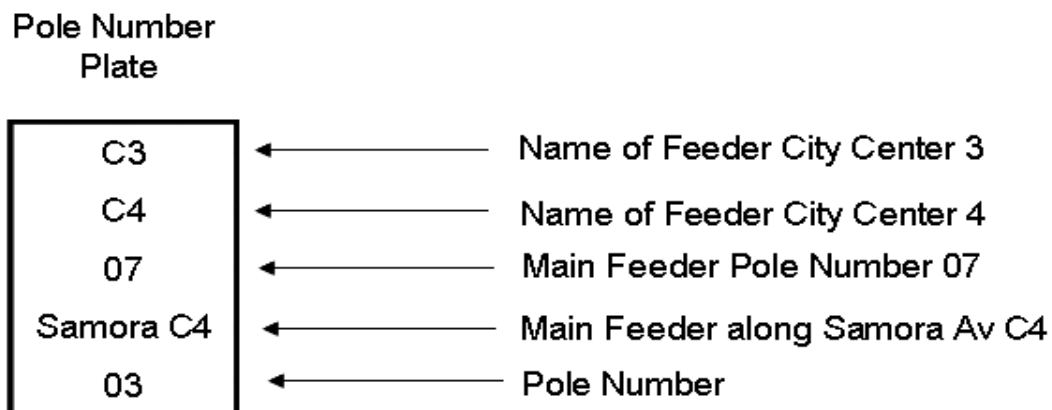 Pole Number
Plate
C3
Name of Feeder City Center 3
C4
Name of Feeder City Center 4
07
Main Feeder Pole Number 07
Samora C4
Main Feeder along Samora Av C4
03
Pole Number